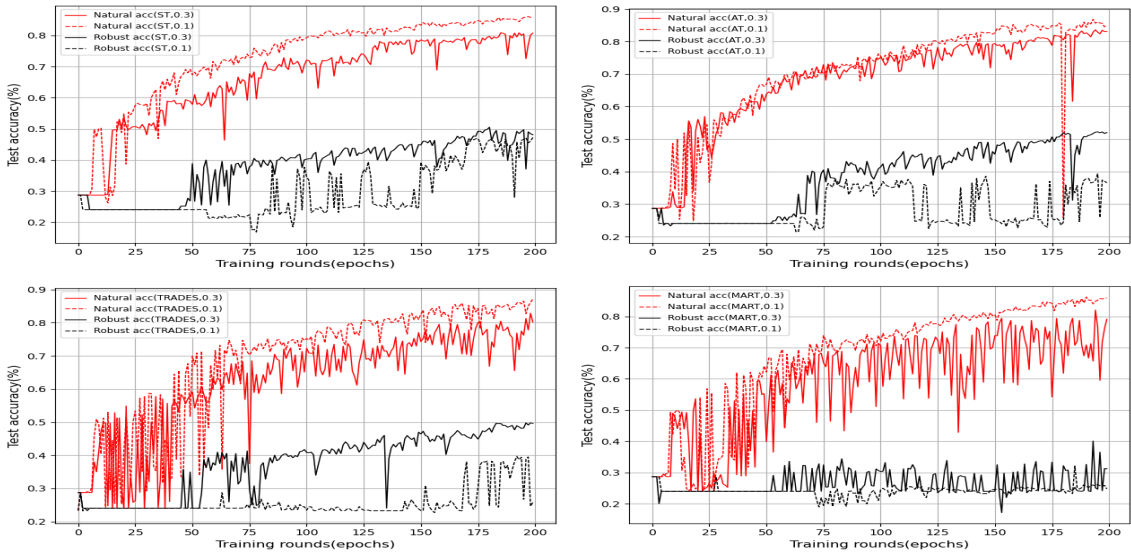 Natural acc(ST,0.3)
Natural acc(ST,0.1)
Robust acc(ST,0.3)
Robust acc(ST,0.1)
0.8
0.7
0.6
0.5
0.4
0.3
0.2
Test accuracy(%)
0 25 50 75 100 125 150 175 200
Training rounds(epochs)
Natural acc(AT,0.3)
Natural acc(AT,0.1)
Robust acc(AT,0.3)
Robust acc(AT,0.1)
0.9
0.8
0.7
0.6
0.5
0.4
0.3
0.2
Test accuracy(%)
0 25 50 75 100 125 150 175 200
Training rounds(epochs)
Natural acc(TRADES,0.3)
Natural acc(TRADES,0.1)
Robust acc(TRADES,0.3)
Robust acc(TRADES,0.1)
0.9
0.8
0.7
0.6
0.5
0.4
0.3
0.2
Test accuracy(%)
0 25 50 75 100 125 150 175 200
Training rounds(epochs)
Natural acc(MART,0.3)
Natural acc(MART,0.1)
Robust acc(MART,0.3)
Robust acc(MART,0.1)
0.9
0.8
0.7
0.6
0.5
0.4
0.3
0.2
Test accuracy(%)
0 25 50 75 100 125 150 175 200
Training rounds(epochs)